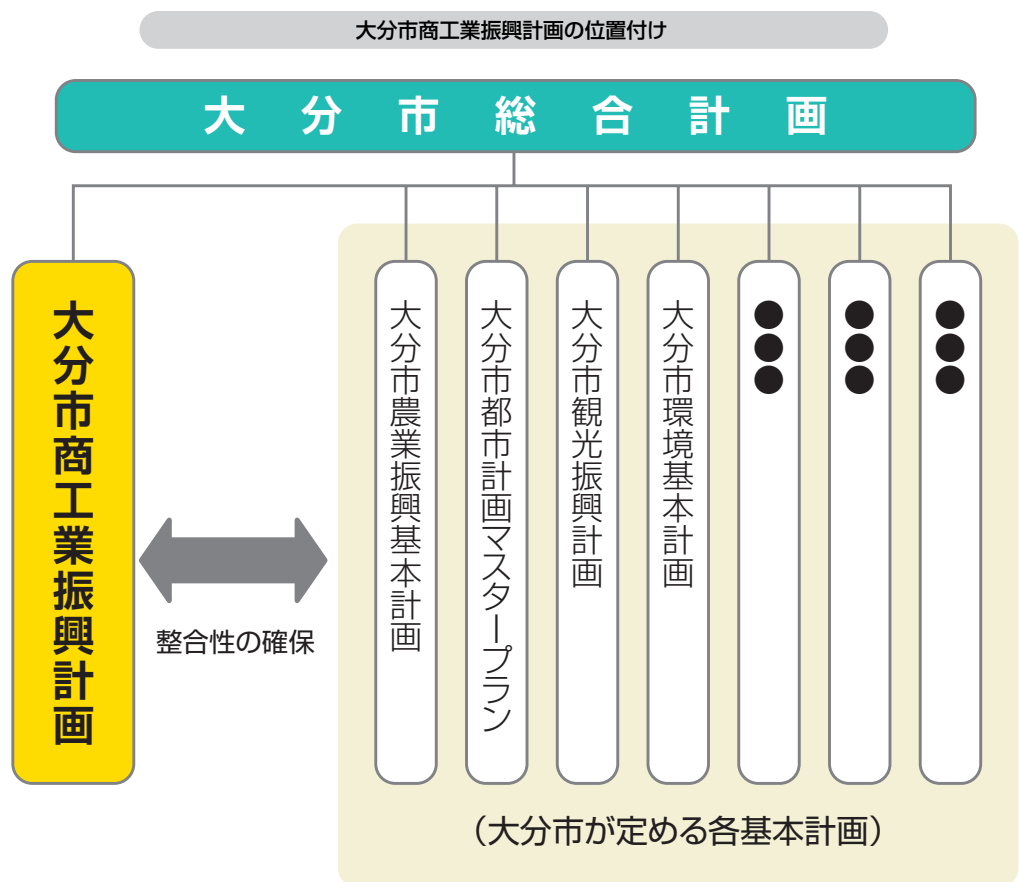 大分市商工業振興計画の位置付け
大分市総合計画
大分市商工業振興計画
整合性の確保
大分市農業振興基本計画
大分市都市計画マスタープラン
大分市観光振興計画
大分市環境基本計画
●●●
●●●
●●●
（大分市が定める各基本計画）